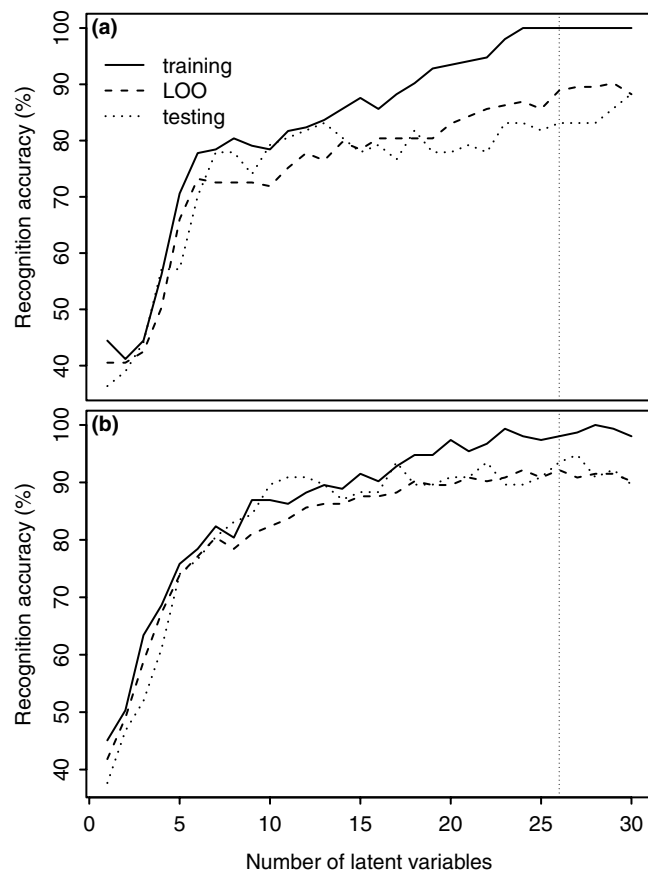 (a)
training
LOO
testing
Recognition accuracy (%)
100
90
80
70
60
50
40
(b)
Recognition accuracy (%)
100
90
80
70
60
50
40
0 5 10 15 20 25 30
Number of latent variables